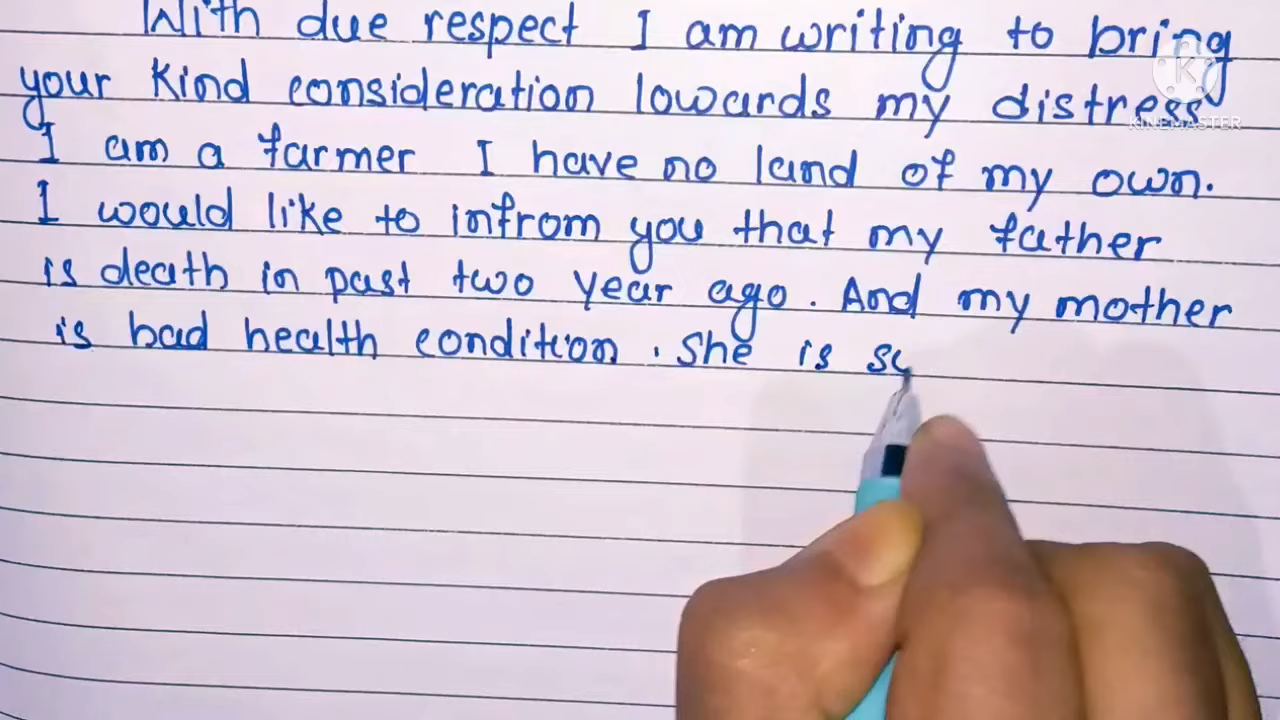 With due respect I am writing to bring
your kind consideration lowards my distress
I am a farmer I have no land of my own.
I would like to infrom you that my father
is death in past two year ago. And my mother
is bad health condition. She is
K
KINEMASTER